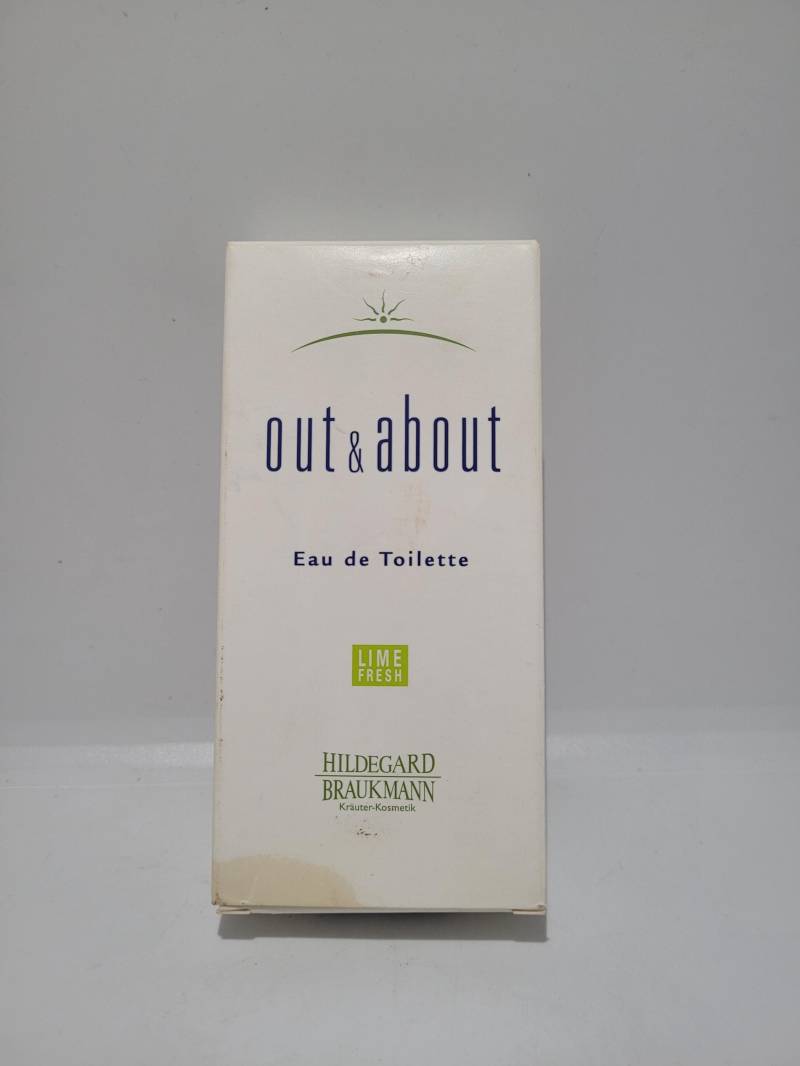 out & about
Eau de Toilette
LIME
FRESH
HILDEGARD
BRAUKMANN
Kräuter-Kosmetik